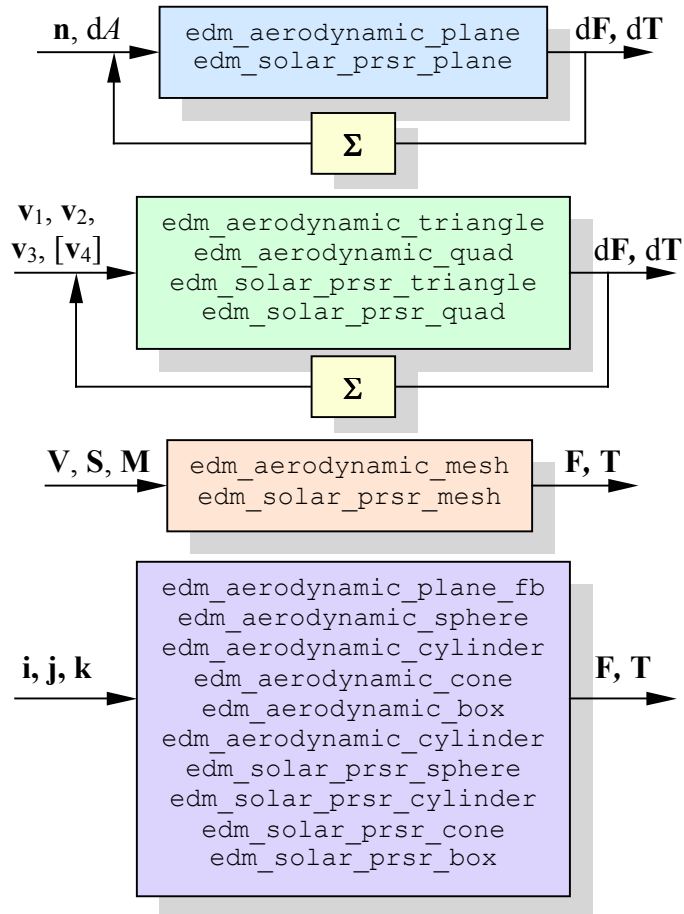 n, dA
edm_aerodynamic_plane
edm_solar_prsr_plane
dF, dT
Σ
v₁, v₂,
v₃, [v₄]
edm_aerodynamic_triangle
edm_aerodynamic_quad
edm_solar_prsr_triangle
edm_solar_prsr_quad
dF, dT
Σ
V, S, M
edm_aerodynamic_mesh
edm_solar_prsr_mesh
F, T
i, j, k
edm_aerodynamic_plane_fb
edm_aerodynamic_sphere
edm_aerodynamic_cylinder
edm_aerodynamic_cone
edm_aerodynamic_box
edm_aerodynamic_cylinder
edm_solar_prsr_sphere
edm_solar_prsr_cylinder
edm_solar_prsr_cone
edm_solar_prsr_box
F, T